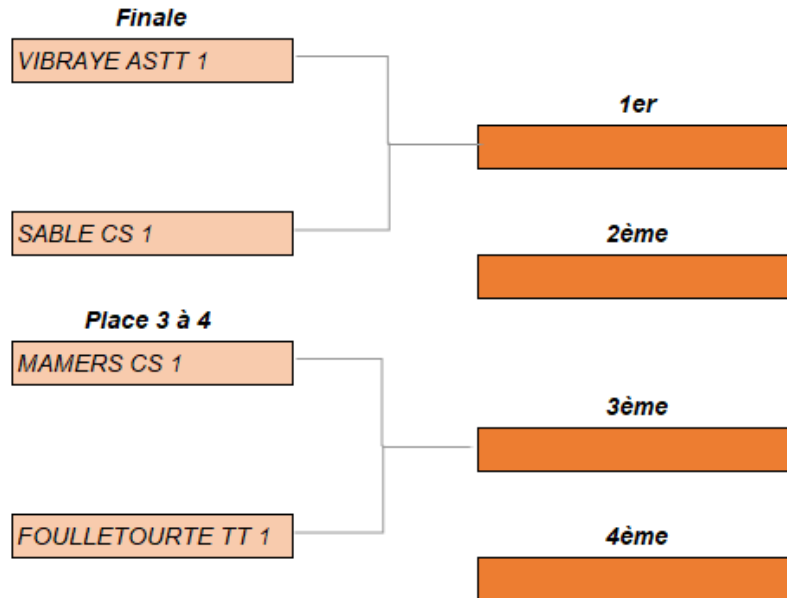 Finale
VIBRAYE ASTT 1
1er
SABLE CS 1
2ème
Place 3 à 4
MAMERS CS 1
3ème
FOULLETOURTE TT 1
4ème